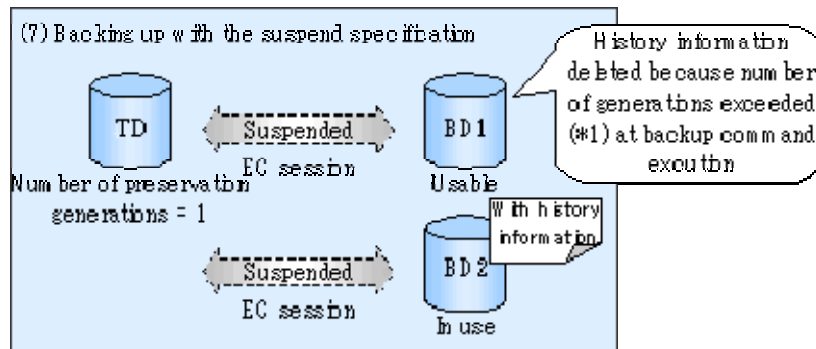 (7) Backing up with the suspend specification
History information
deleted because number
of generations exceeded
(*1) at backup command
excution
TD
Suspended
BD1
EC session
Number of preservation
generations = 1
Usable
With history
information
Suspended
BD2
EC session
In use